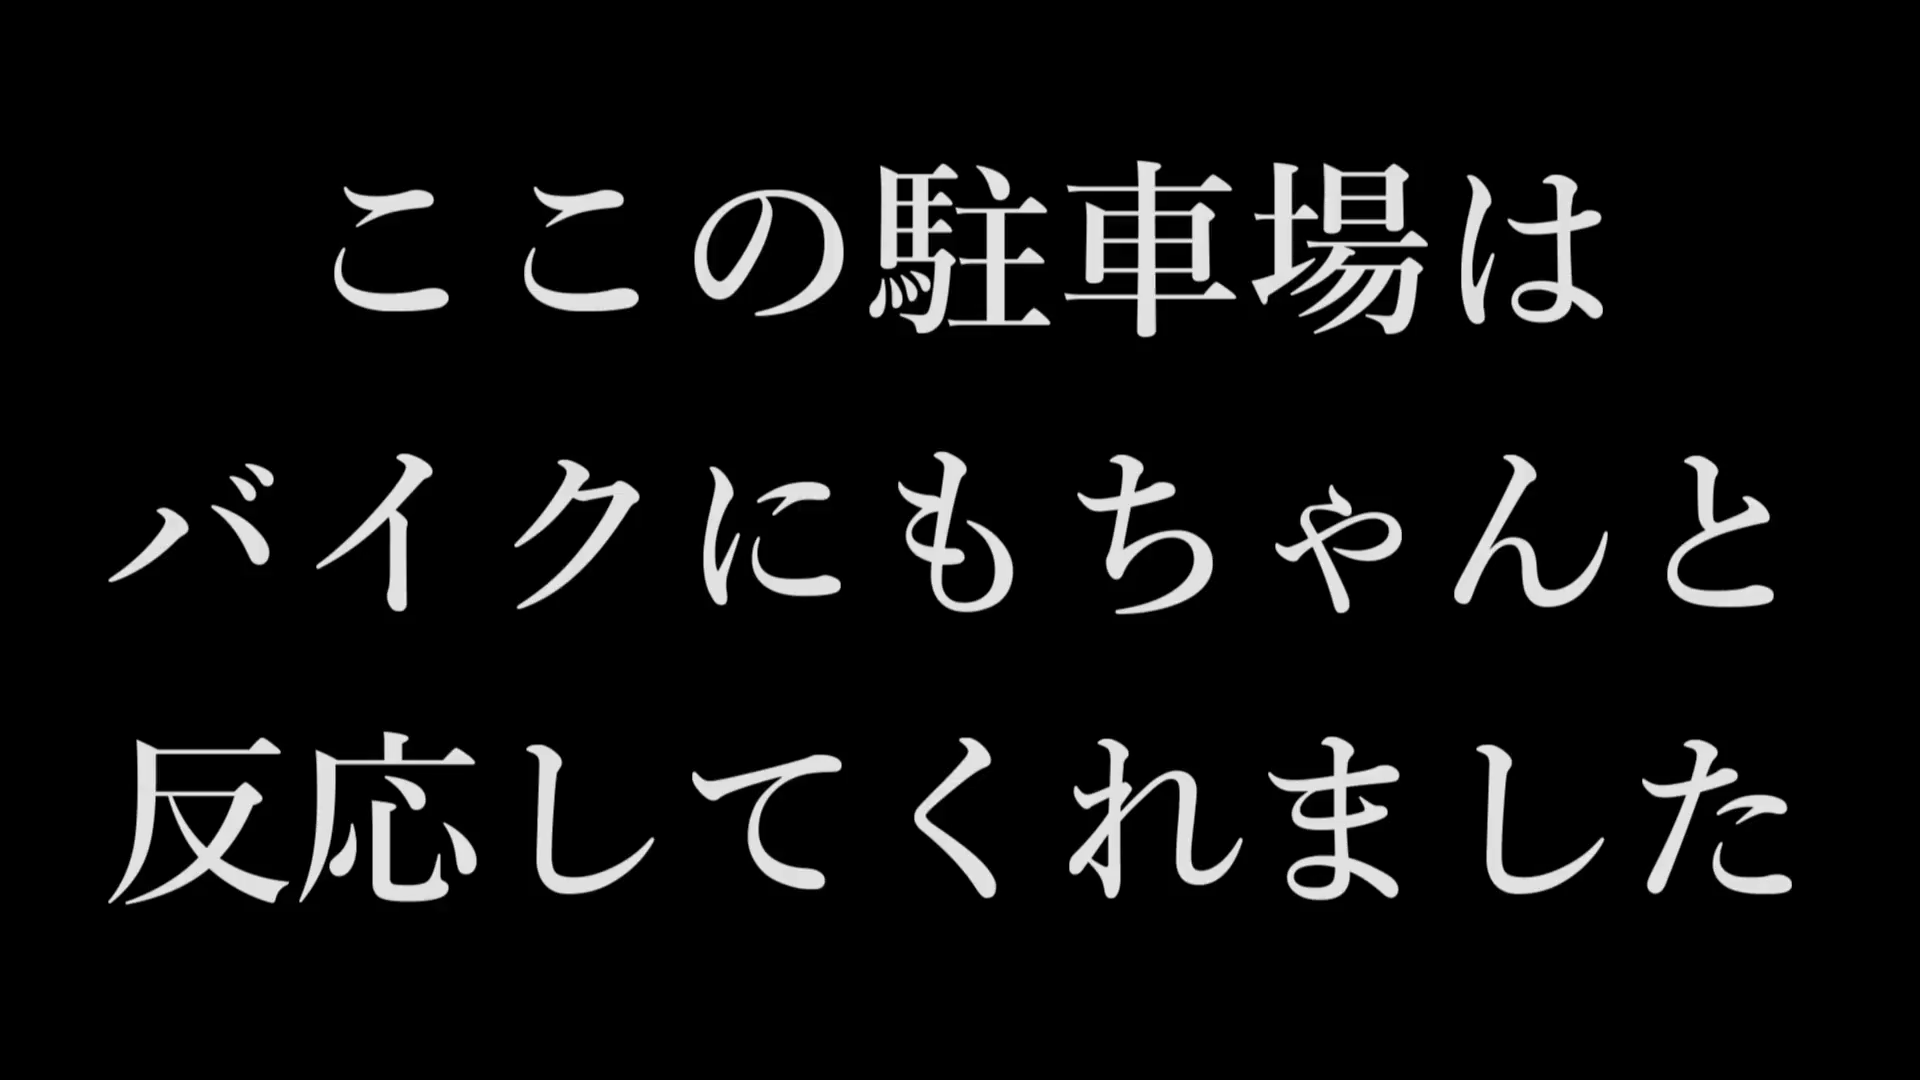 ここの駐車場は
バイクにもちゃんと
反応してくれました